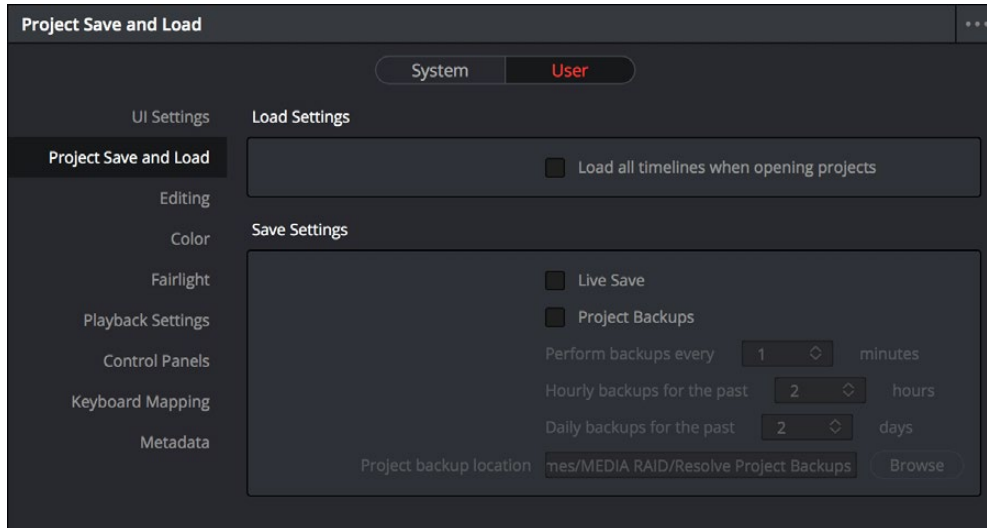 Project Save and Load
System User
UI Settings
Project Save and Load
Editing
Color
Fairlight
Playback Settings
Control Panels
Keyboard Mapping
Metadata
Load Settings
Load all timelines when opening projects
Save Settings
Live Save
Project Backups
Perform backups every 1 minutes
Hourly backups for the past 2 hours
Daily backups for the past 2 days
Project backup location mes/MEDIA RAID/Resolve Project Backups Browse